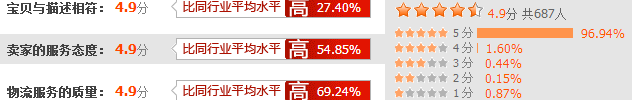 宝贝与描述相符： 4.9分 比同行业平均水平 高 27.40%
卖家的服务态度： 4.9分 比同行业平均水平 高 54.85%
物流服务的质量： 4.9分 比同行业平均水平 高 69.24%
4.9分 共687人
5分 96.94%
4分 1.60%
3分 0.44%
2分 0.15%
1分 0.87%